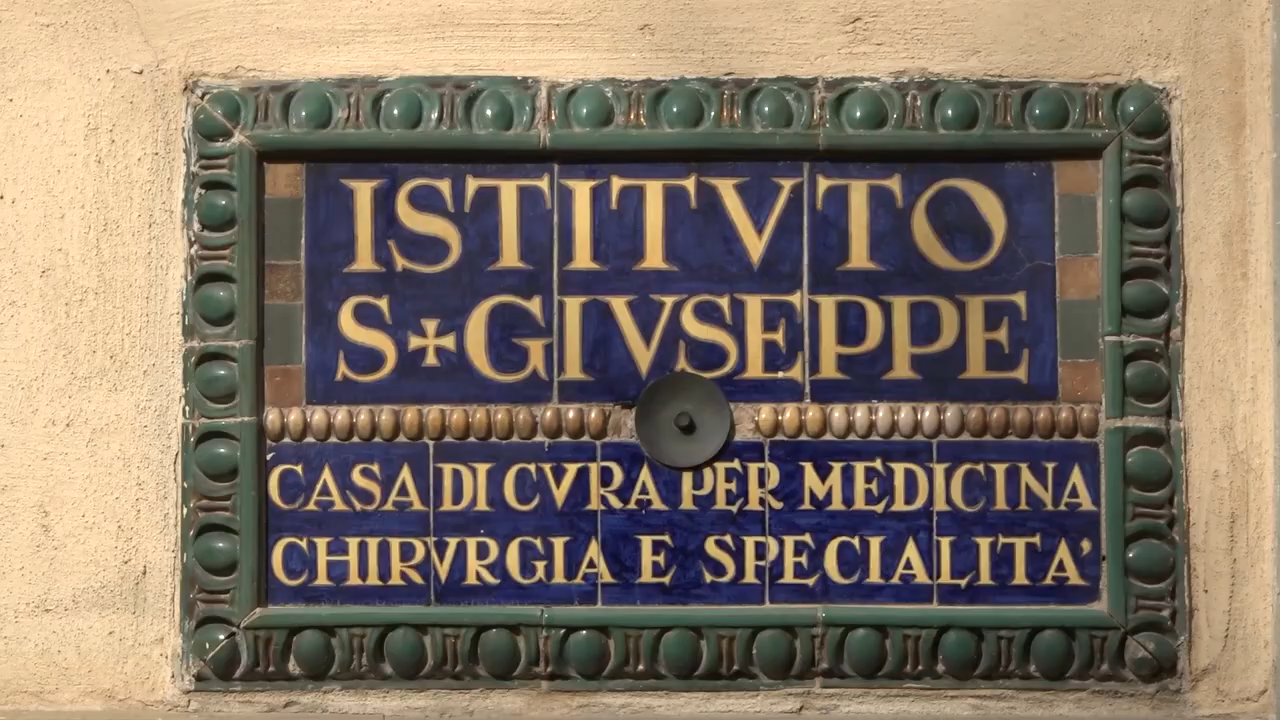 ISTITVTO
S+GIVSEPPE
CASA DI CVRA PER MEDICINA
CHIRVRGIA E SPECIALITA'